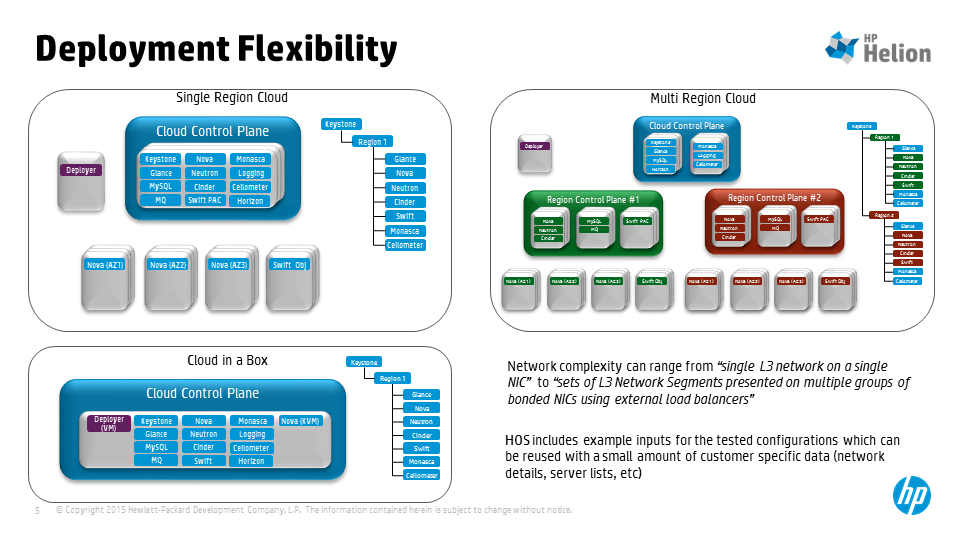 Deployment Flexibility
HP
Helion
Single Region Cloud
Cloud Control Plane
Keystone Nova Monasca
Glance Neutron Logging
MySQL Cinder Ceilometer
MQ Swift PAC Horizon
Deployer
Keystone
Region 1
Glance
Nova
Neutron
Cinder
Swift
Monasca
Ceilometer
Nova (AZ1) Nova (AZ2) Nova (AZ3) Swift Obj
Multi Region Cloud
Deployer
Cloud Control Plane
Keystone
Glance
MySQL
Horizon
Monasca
Logging
Ceilometer
Region Control Plane #1
Nova
Neutron
Cinder
MySQL
MQ
Swift PAC
Region Control Plane #2
Nova
Neutron
Cinder
MySQL
MQ
Swift PAC
Nova (AZ1) Nova (AZ2) Nova (AZ3) Swift Obj
Nova (AZ1) Nova (AZ2) Nova (AZ3) Swift Obj
Keystone
Region 1
Glance
Nova
Neutron
Cinder
Swift
Monasca
Ceilometer
Region 2
Glance
Nova
Neutron
Cinder
Swift
Monasca
Ceilometer
Cloud in a Box
Cloud Control Plane
Deployer
(VM)
Keystone Nova Monasca Nova (KVM)
Glance Neutron Logging
MySQL Cinder Ceilometer
MQ Swift Horizon
Keystone
Region 1
Glance
Nova
Neutron
Cinder
Swift
Monasca
Ceilometer
Network complexity can range from “single L3 network on a single
NIC” to “sets of L3 Network Segments presented on multiple groups of
bonded NICs using external load balancers”
HOS includes example inputs for the tested configurations which can
be reused with a small amount of customer specific data (network
details, server lists, etc)
5 © Copyright 2015 Hewlett-Packard Development Company, L.P. The information contained herein is subject to change without notice.
hp